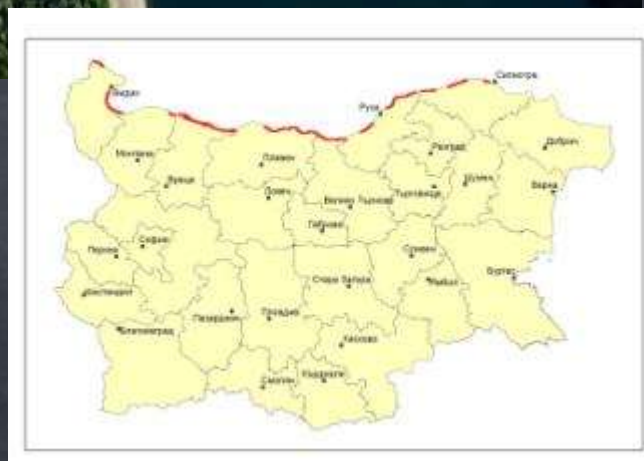 Видин
Силистра
Русе
Монтана
Враца
Плевен
Разград
Добрич
Ловеч
Велико Търново
Търговище
Шумен
Варна
Габрово
София
Перник
Сливен
Кюстендил
Стара Загора
Ямбол
Бургас
Благоевград
Пазарджик
Пловдив
Хасково
Смолян
Кърджали